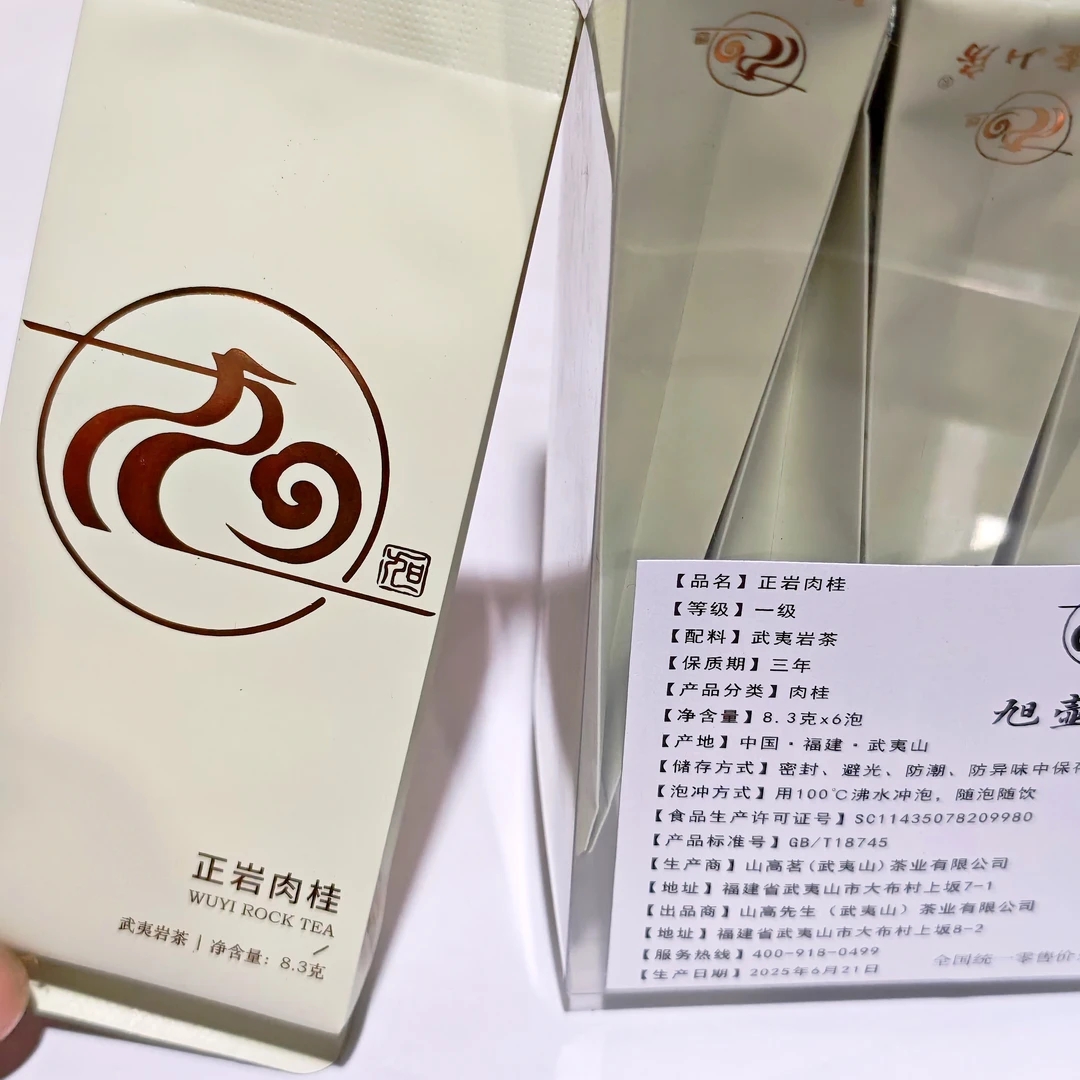 正岩肉桂
WUYI ROCK TEA
武夷岩茶 | 净含量：8.3克
旭
山房
【品名】正岩肉桂
【等级】一级
【配料】武夷岩茶
【保质期】三年
【产品分类】肉桂
【净含量】8.3克x6泡
【产地】中国·福建·武夷山
【储存方式】密封、避光、防潮、防异味中保存
【泡冲方式】用100℃沸水冲泡，随泡随饮
【食品生产许可证号】SC11435078209980
【产品标准号】GB/T18745
【生产商】山高茗(武夷山)茶业有限公司
【地址】福建省武夷山市大布村上坂7-1
【出品商】山高先生（武夷山）茶业有限公司
【地址】福建省武夷山市大布村上坂8-2
【服务热线】400-918-0499
【生产日期】2025年6月21日
旭壶
全国统一零售价